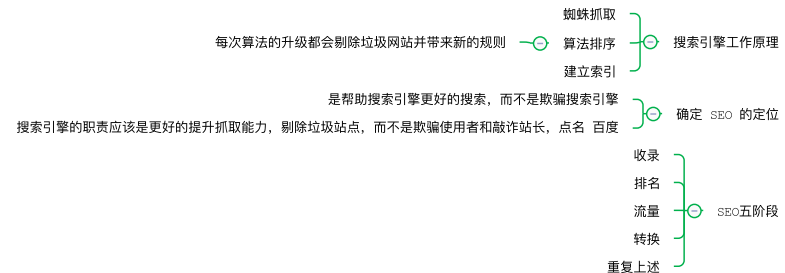 蜘蛛抓取
每次算法的升级都会剔除垃圾网站并带来新的规则
算法排序
搜索引擎工作原理
建立索引
是帮助搜索引擎更好的搜索，而不是欺骗搜索引擎
确定 SEO 的定位
搜索引擎的职责应该是更好的提升抓取能力，剔除垃圾站点，而不是欺骗使用者和敲诈站长，点名 百度
收录
排名
流量
SEO五阶段
转换
重复上述